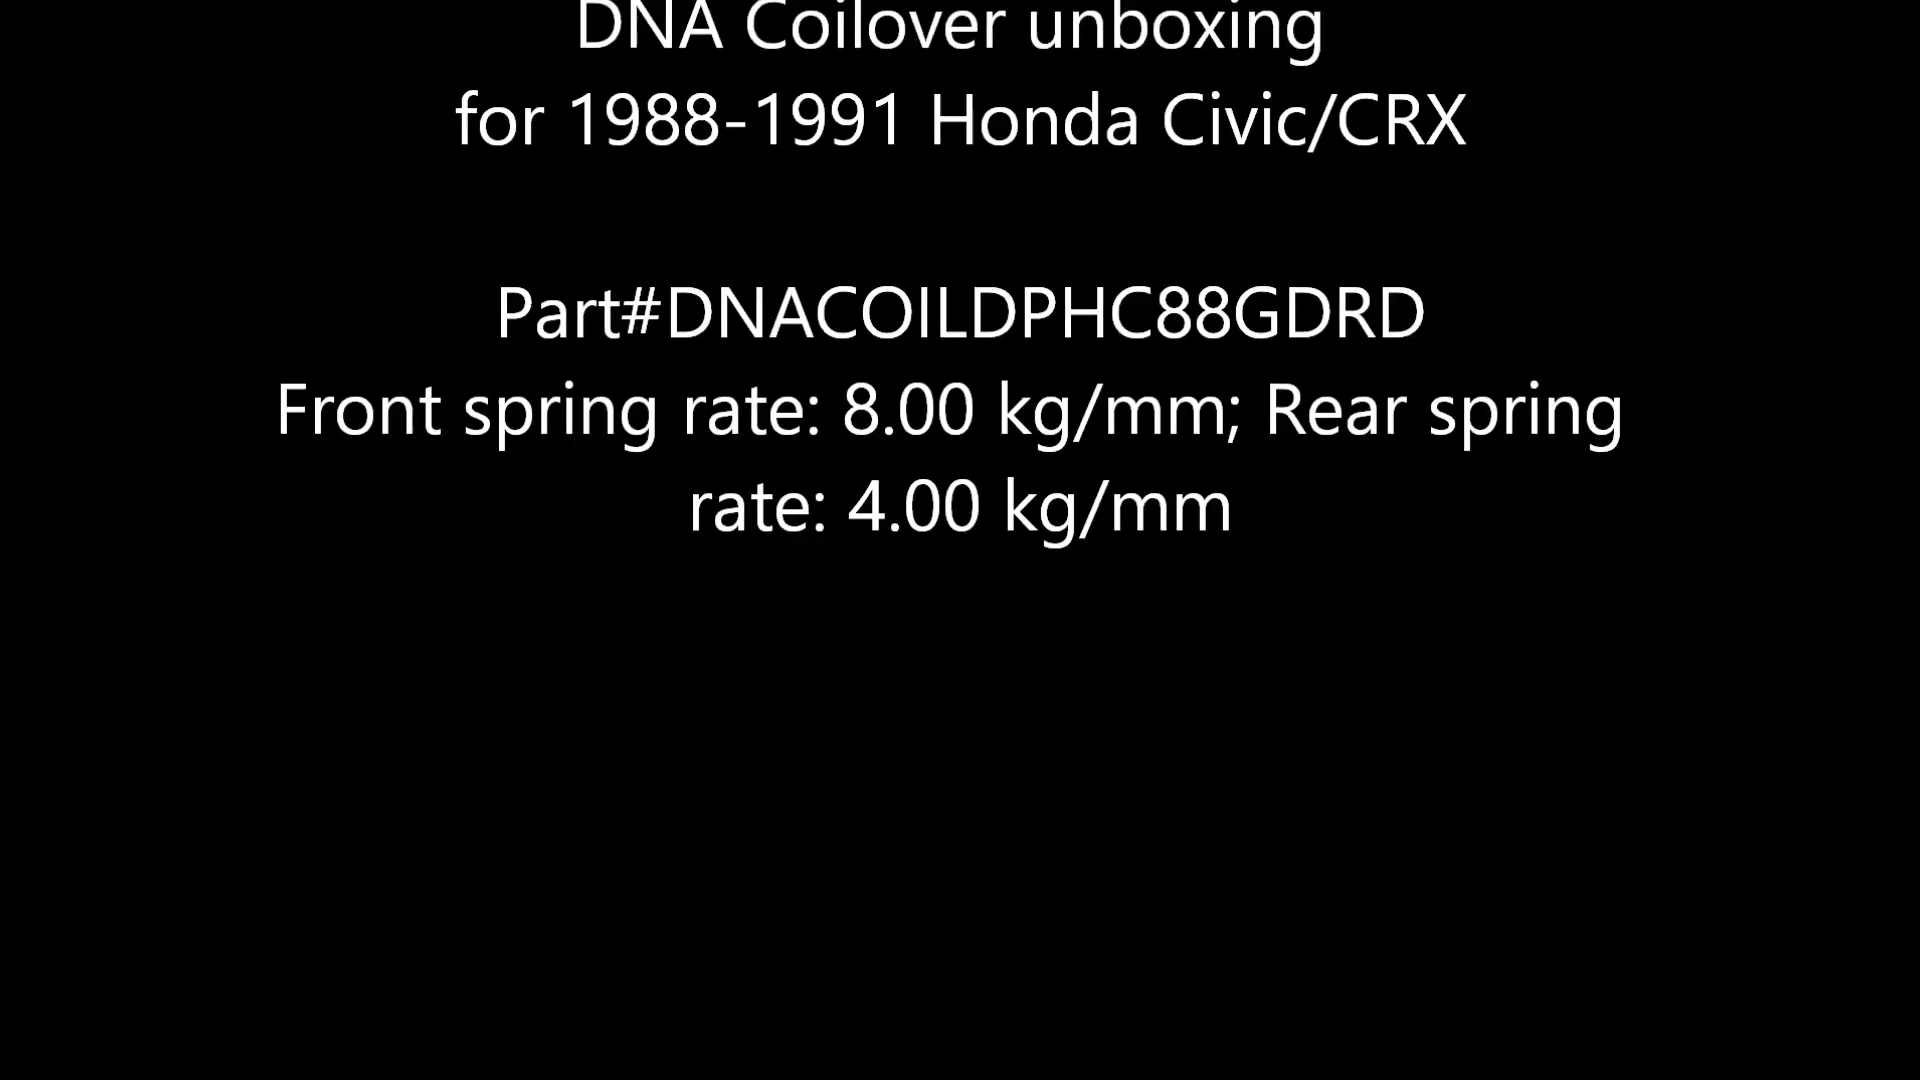 DNA Coilover unboxing
for 1988-1991 Honda Civic/CRX
Part#DNACOILDPHC88GDRD
Front spring rate: 8.00 kg/mm; Rear spring
rate: 4.00 kg/mm